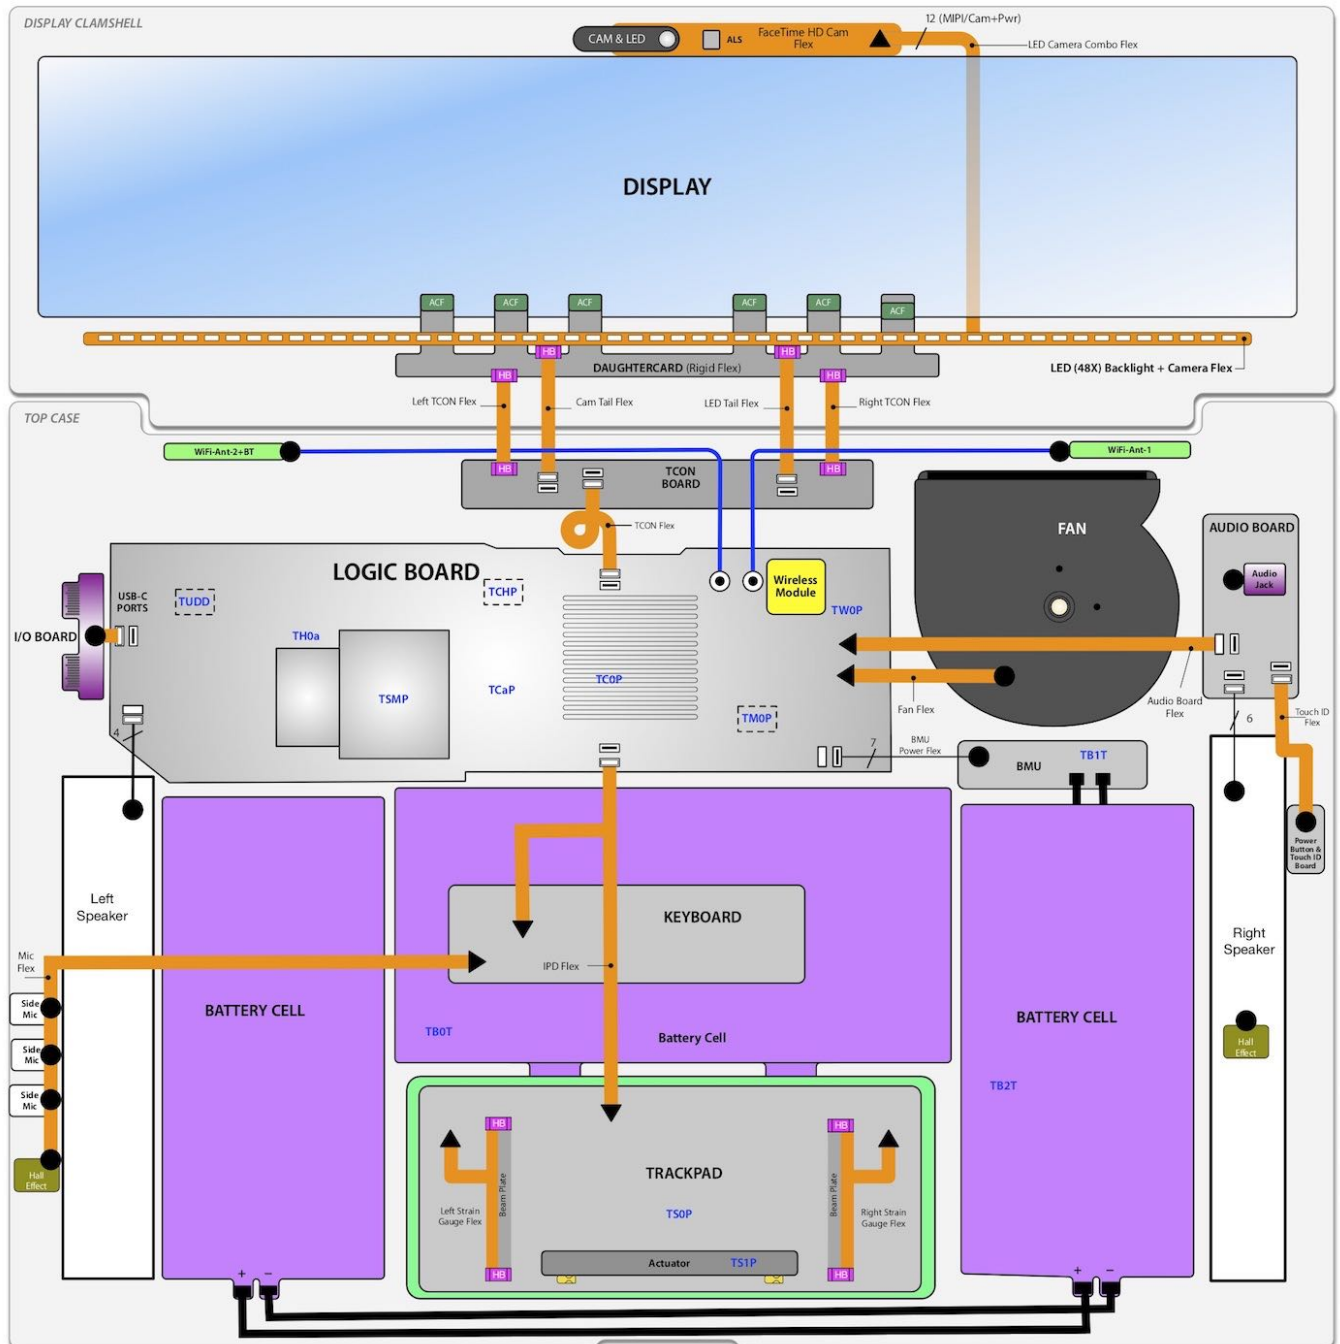 DISPLAY CLAMSHELL
12 (MIPI/Cam+Pwr)
CAM & LED
ALS
FaceTime HD Cam
Flex
LED Camera Combo Flex
DISPLAY
ACF
ACF
ACF
ACF
ACF
ACF
HB
HB
DAUGHTERCARD (Rigid Flex)
LED (48X) Backlight + Camera Flex
HB
HB
Left TCON Flex
Cam Tail Flex
LED Tail Flex
Right TCON Flex
TOP CASE
WiFi-Ant-2+BT
WiFi-Ant-1
HB
HB
TCON
BOARD
TCON Flex
FAN
AUDIO BOARD
Audio
Jack
LOGIC BOARD
Wireless
Module
TCHP
TUDD
USB-C
PORTS
TW0P
I/O BOARD
TH0a
TSMP
TCaP
TC0P
TM0P
Fan Flex
Audio Board
Flex
Touch ID
Flex
6
4
7
BMU
Power Flex
BMU
TB1T
Power
Button &
Touch ID
Board
Left
Speaker
KEYBOARD
Right
Speaker
Mic
Flex
IPD Flex
Side
Mic
Side
Mic
Side
Mic
BATTERY CELL
BATTERY CELL
TB0T
Battery Cell
Hall
Effect
TB2T
HB
HB
Hall
Effect
Beam Plate
Beam Plate
TRACKPAD
Left Strain
Gauge Flex
TS0P
Right Strain
Gauge Flex
Actuator
TS1P
HB
HB
+
−
+
−